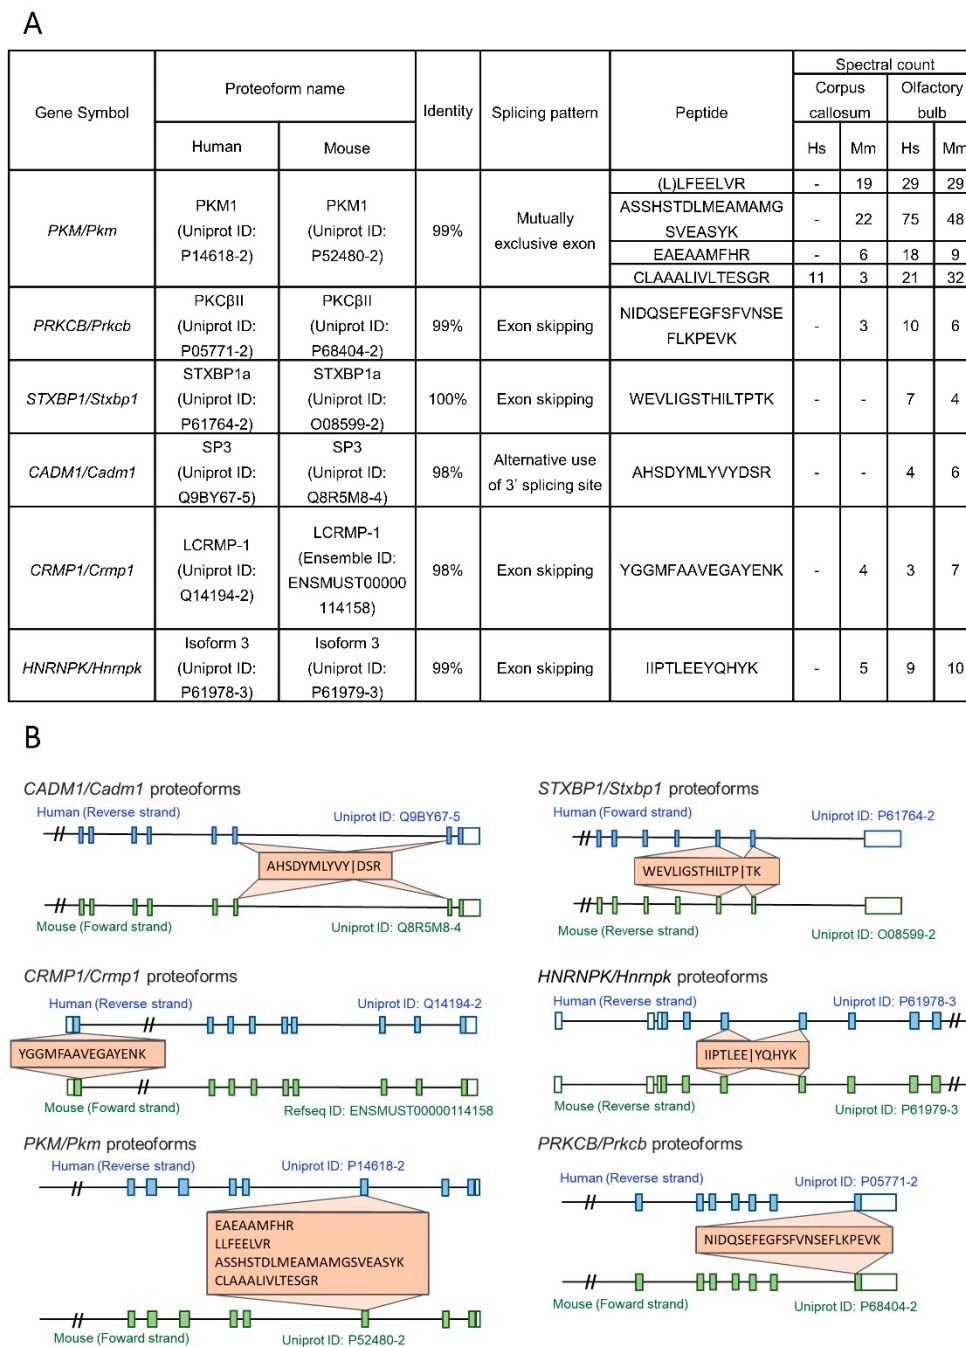 A
Gene Symbol
Proteoform name
Human
Mouse
Identity
Splicing pattern
Peptide
Spectral count
Corpus
callosum
Olfactory
bulb
Hs
Mm
Hs
Mm
PKM/Pkm
PKM1
(Uniprot ID:
P14618-2)
PKM1
(Uniprot ID:
P52480-2)
99%
Mutually
exclusive exon
(L)LFEELVR
-
19
29
29
ASSHSTDLMEAMAMG
SVEASYK
-
22
75
48
EAEAAMFHR
-
6
18
9
CLAAALIVLTESGR
11
3
21
32
PRKCB/Prkcb
PKCβII
(Uniprot ID:
P05771-2)
PKCβII
(Uniprot ID:
P68404-2)
99%
Exon skipping
NIDQSEFEGFSFVNSE
FLKPEVK
-
3
10
6
STXBP1/Stxbp1
STXBP1a
(Uniprot ID:
P61764-2)
STXBP1a
(Uniprot ID:
O08599-2)
100%
Exon skipping
WEVLIGSTHILTPTK
-
-
7
4
CADM1/Cadm1
SP3
(Uniprot ID:
Q9BY67-5)
SP3
(Uniprot ID:
Q8R5M8-4)
98%
Alternative use
of 3' splicing site
AHSDYMLYVYDSR
-
-
4
6
CRMP1/Crmp1
LCRMP-1
(Uniprot ID:
Q14194-2)
LCRMP-1
(Ensemble ID:
ENSMUST00000
114158)
98%
Exon skipping
YGGMFAAVEGAYENK
-
4
3
7
HNRNPK/Hnrnpk
Isoform 3
(Uniprot ID:
P61978-3)
Isoform 3
(Uniprot ID:
P61979-3)
99%
Exon skipping
IIPTLEEYQHYK
-
5
9
10
B
CADM1/Cadm1 proteoforms
Human (Reverse strand)
Uniprot ID: Q9BY67-5
AHSDYMLYVY|DSR
Mouse (Foward strand)
Uniprot ID: Q8R5M8-4
STXBP1/Stxbp1 proteoforms
Human (Foward strand)
Uniprot ID: P61764-2
WEVLIGSTHILTP|TK
Mouse (Reverse strand)
Uniprot ID: O08599-2
CRMP1/Crmp1 proteoforms
Human (Reverse strand)
Uniprot ID: Q14194-2
YGGMFAAVEGAYENK
Mouse (Foward strand)
Refseq ID: ENSMUST00000114158
HNRNPK/Hnrnpk proteoforms
Human (Reverse strand)
Uniprot ID: P61978-3
IIPTLEE|YQHYK
Mouse (Reverse strand)
Uniprot ID: P61979-3
PKM/Pkm proteoforms
Human (Reverse strand)
Uniprot ID: P14618-2
EAEAAMFHR
LLFEELVR
ASSHSTDLMEAMAMGSVEASYK
CLAAALIVLTESGR
Mouse (Foward strand)
Uniprot ID: P52480-2
PRKCB/Prkcb proteoforms
Human (Reverse strand)
Uniprot ID: P05771-2
NIDQSEFEGFSFVNSEFLKPEVK
Mouse (Foward strand)
Uniprot ID: P68404-2